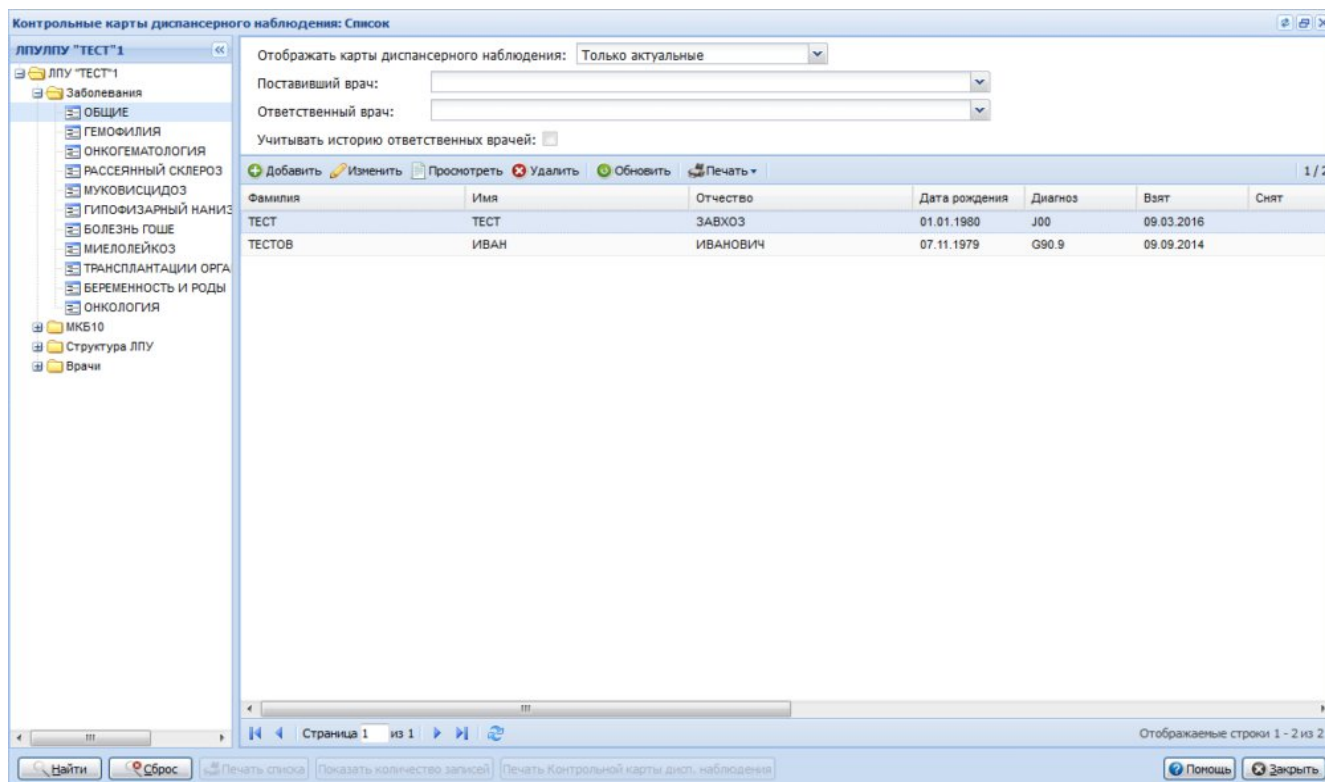 Контрольные карты диспансерного наблюдения: Список
ЛПУЛПУ "ТЕСТ"1
ЛПУ "ТЕСТ"1
Заболевания
ОБЩИЕ
ГЕМОФИЛИЯ
ОНКОГЕМАТОЛОГИЯ
РАССЕЯННЫЙ СКЛЕРОЗ
МУКОВИСЦИДОЗ
ГИПОФИЗАРНЫЙ НАНИЗ
БОЛЕЗНЬ ГОШЕ
МИЕЛОЛЕЙКОЗ
ТРАНСПЛАНТАЦИИ ОРГА
БЕРЕМЕННОСТЬ И РОДЫ
ОНКОЛОГИЯ
МКБ10
Структура ЛПУ
Врачи
Отображать карты диспансерного наблюдения: Только актуальные
Поставивший врач:
Ответственный врач:
Учитывать историю ответственных врачей:
Добавить Изменить Просмотреть Удалить Обновить Печать 1 / 2
Фамилия Имя Отчество Дата рождения Диагноз Взят Снят
ТЕСТ ТЕСТ ЗАВХОЗ 01.01.1980 J00 09.03.2016
ТЕСТОВ ИВАН ИВАНОВИЧ 07.11.1979 G90.9 09.09.2014
Страница 1 из 1 Отображаемые строки 1 - 2 из 2
Найти Сброс Печать списка Показать количество записей Печать Контрольной карты дисп. наблюдения Помощь Закрыть